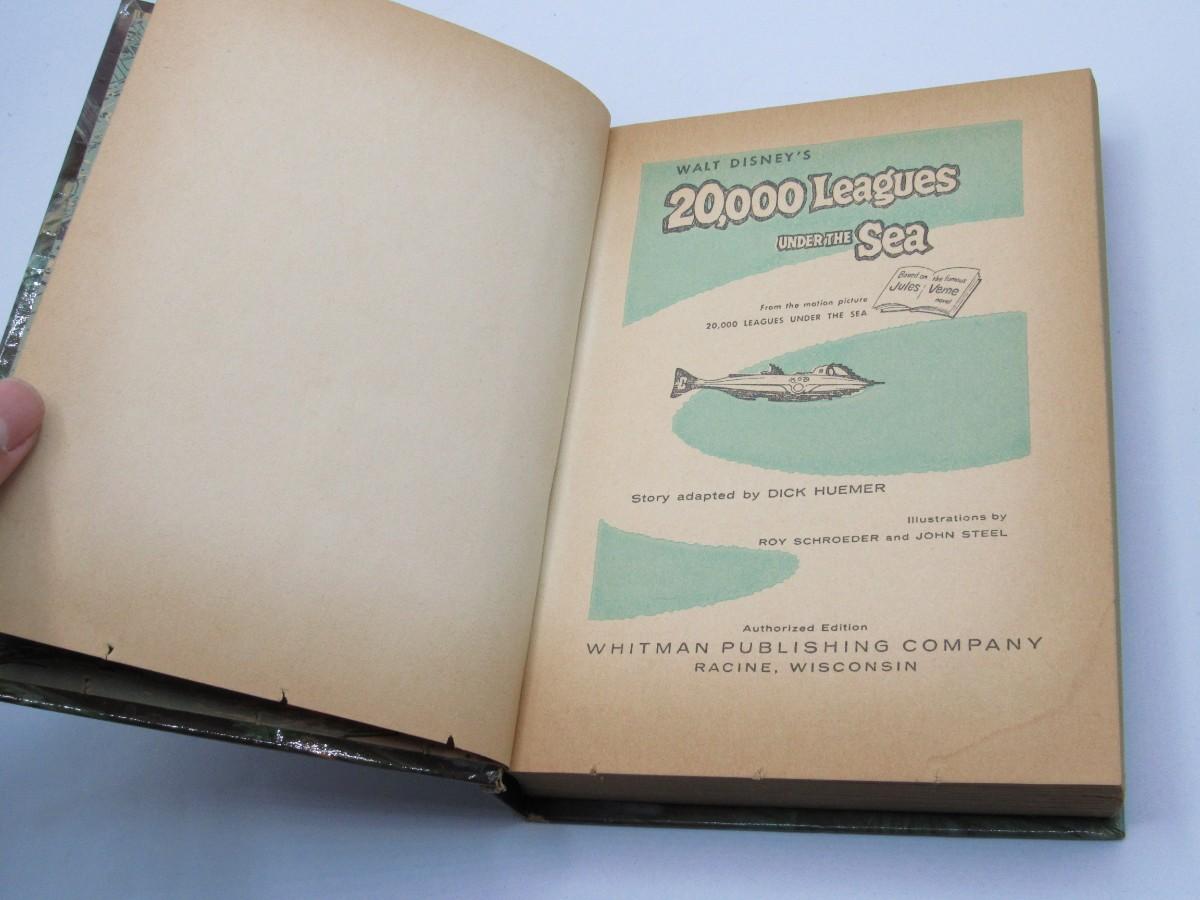 WALT DISNEY'S
20,000 Leagues
UNDER THE Sea
Based on the famous
Jules Verne
novel
From the motion picture
20,000 LEAGUES UNDER THE SEA
Story adapted by DICK HUEMER
Illustrations by
ROY SCHROEDER and JOHN STEEL
Authorized Edition
WHITMAN PUBLISHING COMPANY
RACINE, WISCONSIN